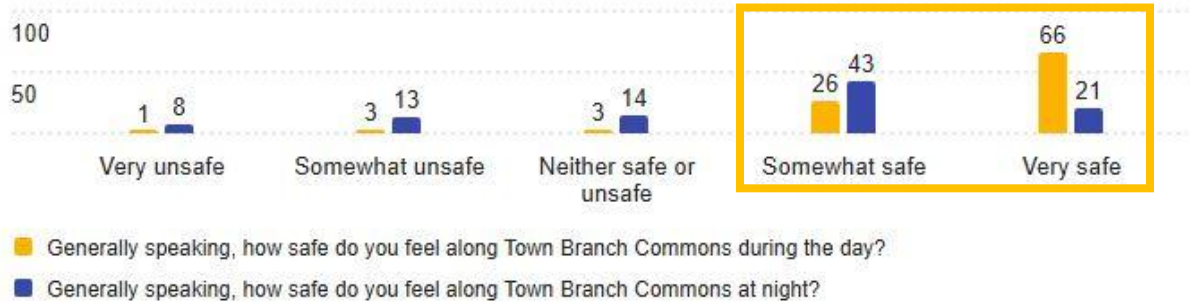 100
50
1 8
3 13
3 14
26 43
66 21
Very unsafe
Somewhat unsafe
Neither safe or
unsafe
Somewhat safe
Very safe
Generally speaking, how safe do you feel along Town Branch Commons during the day?
Generally speaking, how safe do you feel along Town Branch Commons at night?